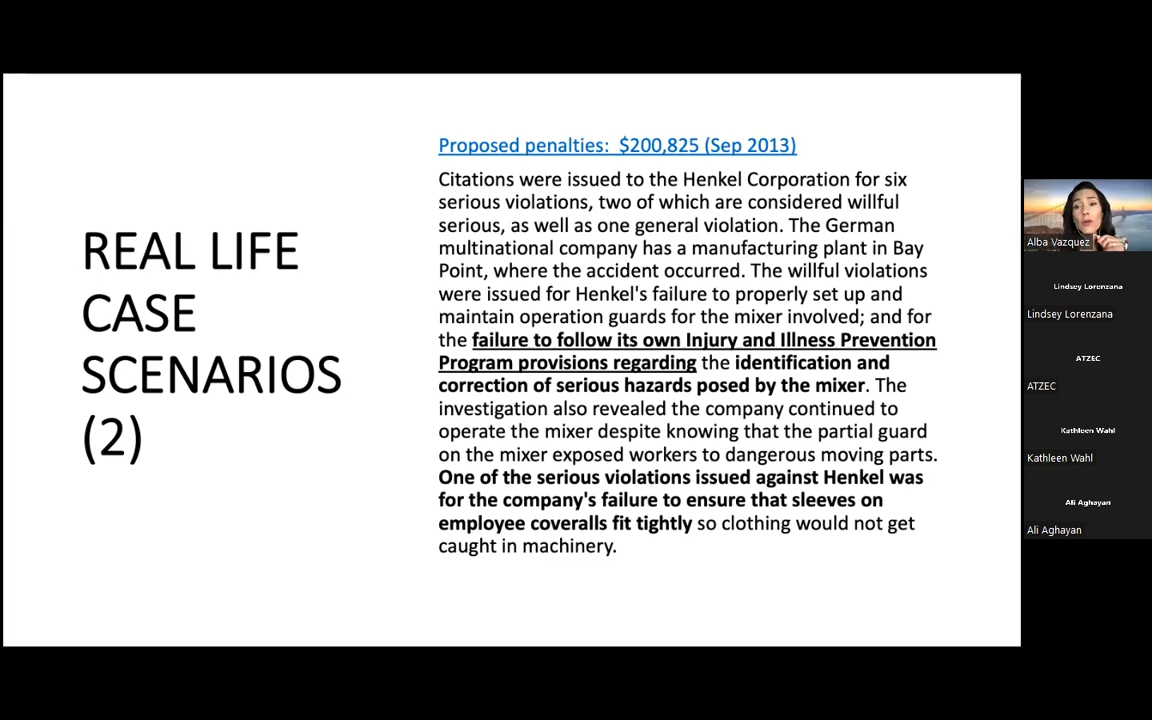 REAL LIFE
CASE
SCENARIOS
(2)
Proposed penalties: $200,825 (Sep 2013)
Citations were issued to the Henkel Corporation for six
serious violations, two of which are considered willful
serious, as well as one general violation. The German
multinational company has a manufacturing plant in Bay
Point, where the accident occurred. The willful violations
were issued for Henkel's failure to properly set up and
maintain operation guards for the mixer involved; and for
the failure to follow its own Injury and Illness Prevention
Program provisions regarding the identification and
correction of serious hazards posed by the mixer. The
investigation also revealed the company continued to
operate the mixer despite knowing that the partial guard
on the mixer exposed workers to dangerous moving parts.
One of the serious violations issued against Henkel was
for the company's failure to ensure that sleeves on
employee coveralls fit tightly so clothing would not get
caught in machinery.
Alba Vazquez
Lindsey Lorenzana
Lindsey Lorenzana
ATZEC
ATZEC
Kathleen Wahl
Kathleen Wahl
Ali Aghayan
Ali Aghayan